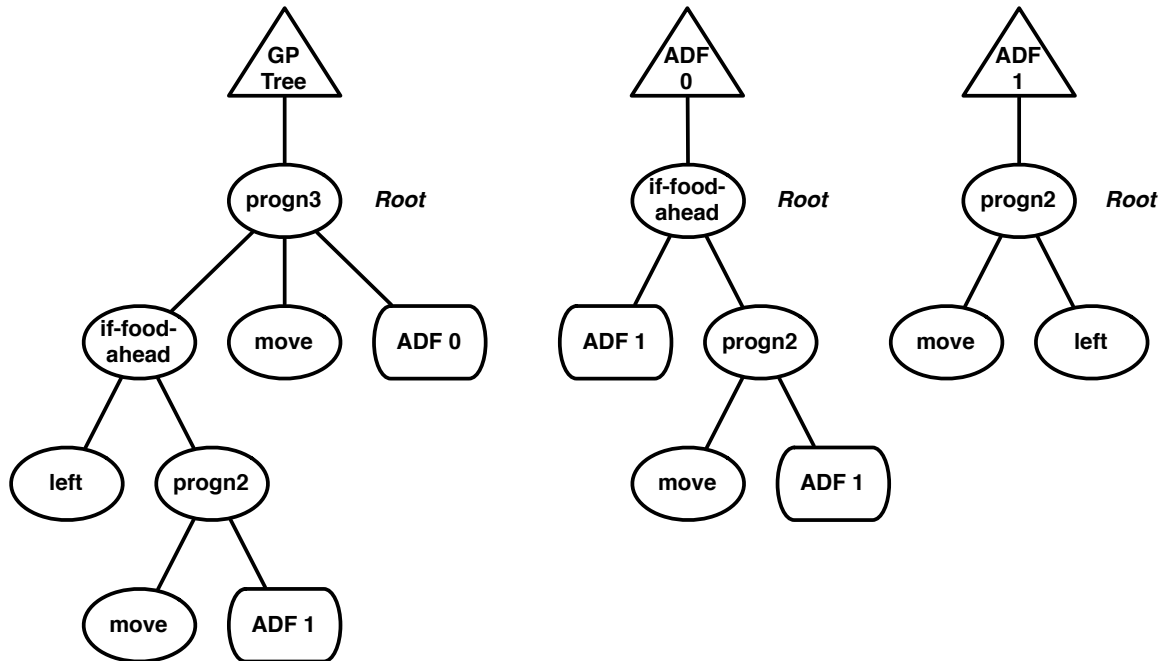 GP
Tree
ADF
0
ADF
1
progn3
Root
if-food-
ahead
Root
progn2
Root
if-food-
ahead
move
ADF 0
ADF 1
progn2
move
left
left
progn2
move
ADF 1
move
ADF 1